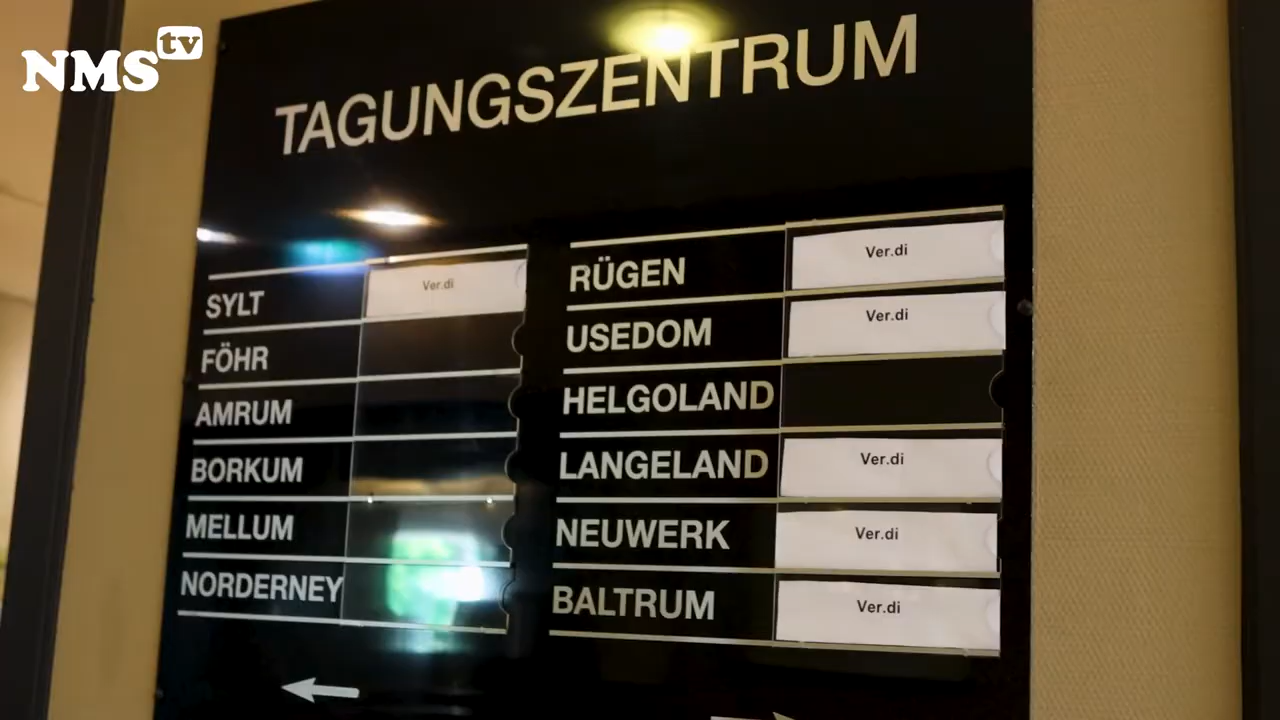 NMS tv
TAGUNGSZENTRUM
SYLT Ver.di
FÖHR
AMRUM
BORKUM
MELLUM
NORDERNEY
RÜGEN Ver.di
USEDOM Ver.di
HELGOLAND
LANGELAND Ver.di
NEUWERK Ver.di
BALTRUM Ver.di